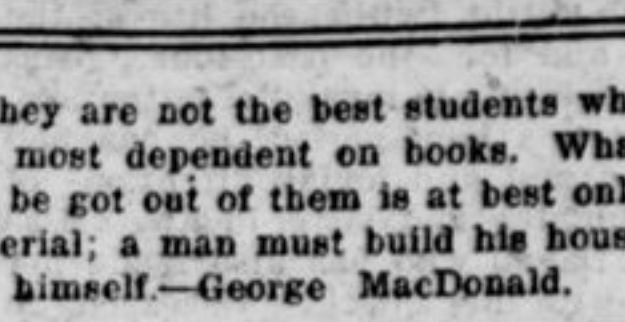 hey are not the best students wh
most dependent on books. Wha
be got out of them is at best onl
erial; a man must build his hous
himself.—George MacDonald.